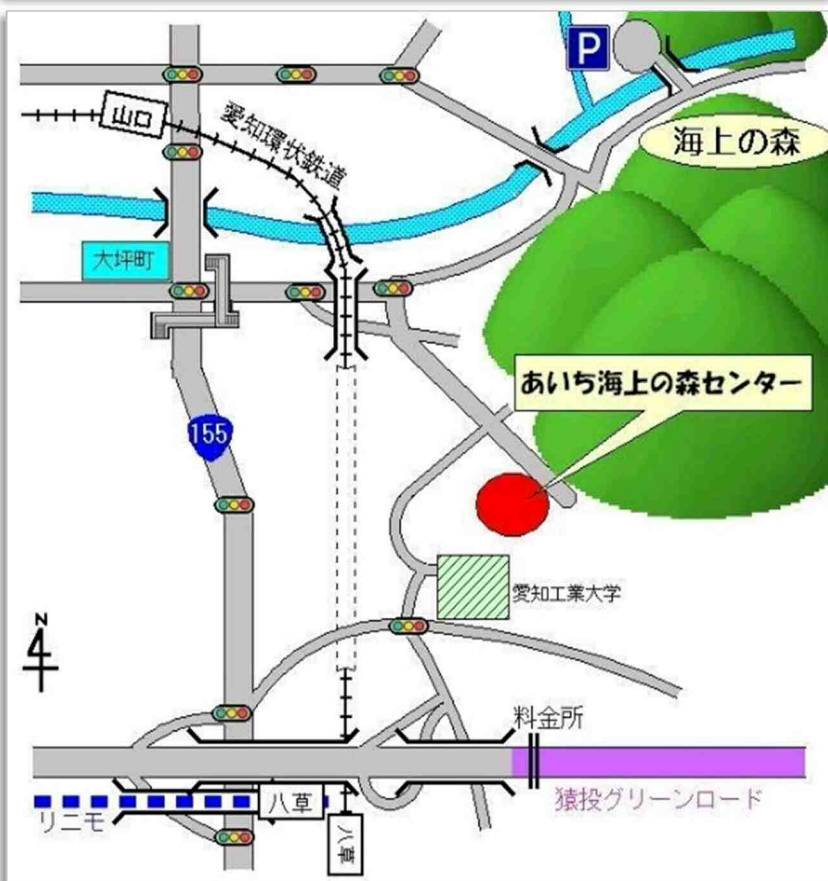 P
山口
愛知環状鉄道
海上の森
大坪町
あいち海上の森センター
155
愛知工業大学
N
料金所
八草
リニモ
八草
猿投グリーンロード